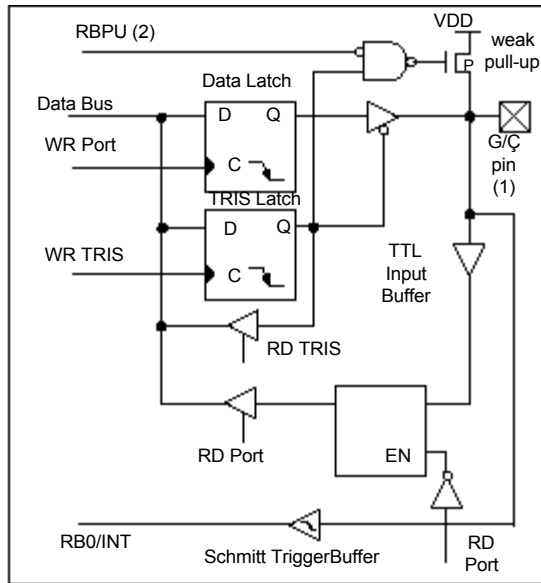 VDD
RBPU (2)
weak
pull-up
P
Data Latch
Data Bus
D Q
WR Port
C
G/Ç
pin
(1)
TRIS Latch
D Q
WR TRIS
C
TTL
Input
Buffer
RD TRIS
EN
RD Port
RB0/INT
Schmitt TriggerBuffer
RD
Port